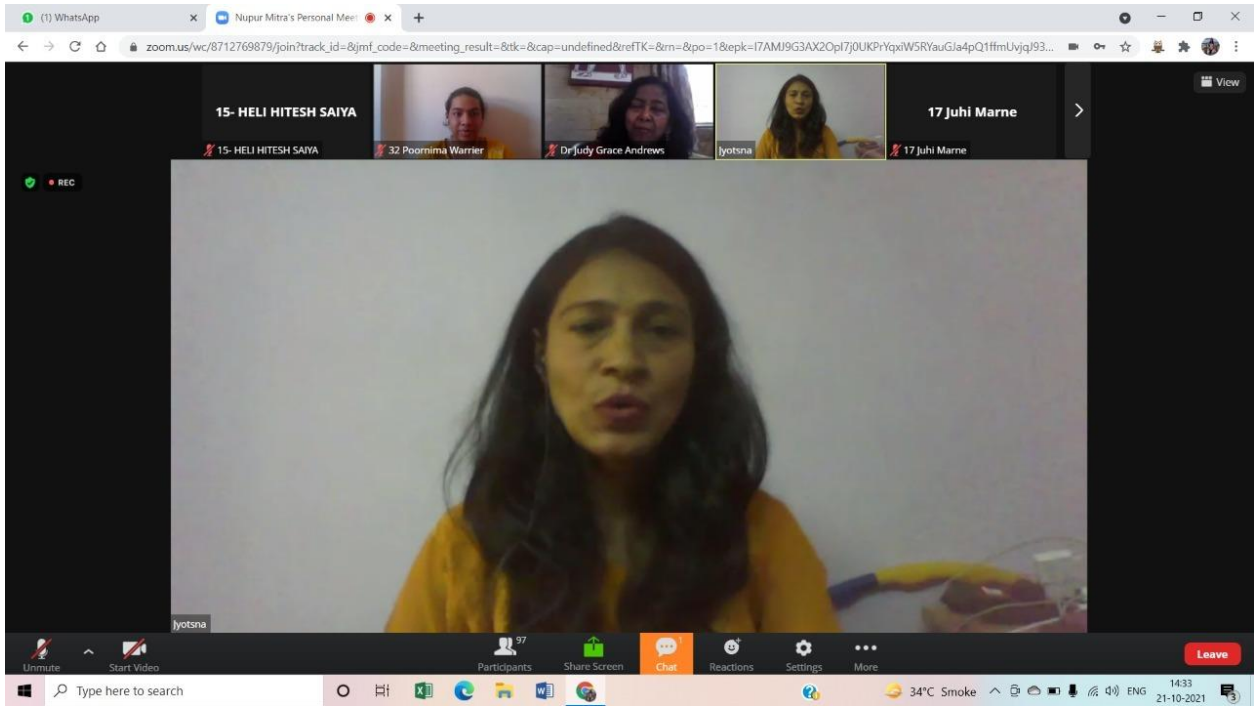 (1) WhatsApp
Nupur Mitra's Personal Meet
zoom.us/wc/8712769879/join?track_id=&jmf_code=&meeting_result=&tk=&cap=undefined&refTK=&rn=&po=1&epk=I7AMJ9G3AX2OpI7j0UKPrYqxiW5RYauGJa4pQ1ffmUvjqJ93...
View
15- HELI HITESH SAIYA
17 Juhi Marne
15- HELI HITESH SAIYA
32 Poornima Warrier
Dr Judy Grace Andrews
Jyotsna
17 Juhi Marne
REC
Jyotsna
97
1
Unmute
Start Video
Participants
Share Screen
Chat
Reactions
Settings
More
Leave
Type here to search
34°C Smoke
ENG
14:33
21-10-2021
3